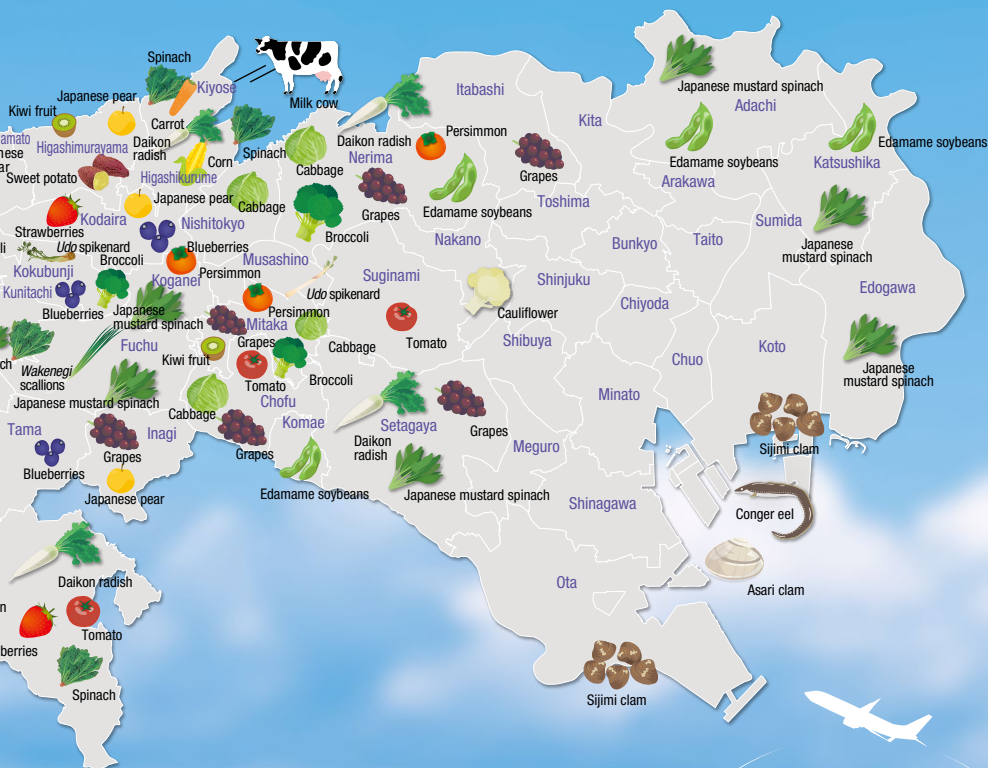 Spinach
Kiyose
Milk cow
Itabashi
Japanese mustard spinach
Adachi
Japanese pear
Kiwi fruit
Carrot
Kita
Higashimurayama
Daikon
radish
Corn
Spinach
Cabbage
Daikon radish
Nerima
Persimmon
Grapes
Edamame soybeans
Edamame soybeans
Katsushika
Arakawa
Sweet potato
Higashikurume
Japanese pear
Cabbage
Grapes
Edamame soybeans
Toshima
Strawberries
Kodaira
Nishitokyo
Broccoli
Nakano
Bunkyo
Taito
Sumida
Japanese
mustard spinach
Udo spikenard
Broccoli
Blueberries
Musashino
Kokubunji
Kunitachi
Koganei
Persimmon
Udo spikenard
Suginami
Shinjuku
Edogawa
Blueberries
Japanese
mustard spinach
Persimmon
Mitaka
Grapes
Cabbage
Tomato
Cauliflower
Chiyoda
Shibuya
Fuchu
Kiwi fruit
Wakenegi
scallions
Tomato
Broccoli
Chuo
Koto
Japanese
mustard spinach
Japanese mustard spinach
Cabbage
Chofu
Minato
Tama
Inagi
Grapes
Grapes
Komae
Setagaya
Daikon
radish
Grapes
Meguro
Sijimi clam
Blueberries
Japanese pear
Edamame soybeans
Japanese mustard spinach
Shinagawa
Conger eel
Daikon radish
Ota
Asari clam
Tomato
berries
Spinach
Sijimi clam